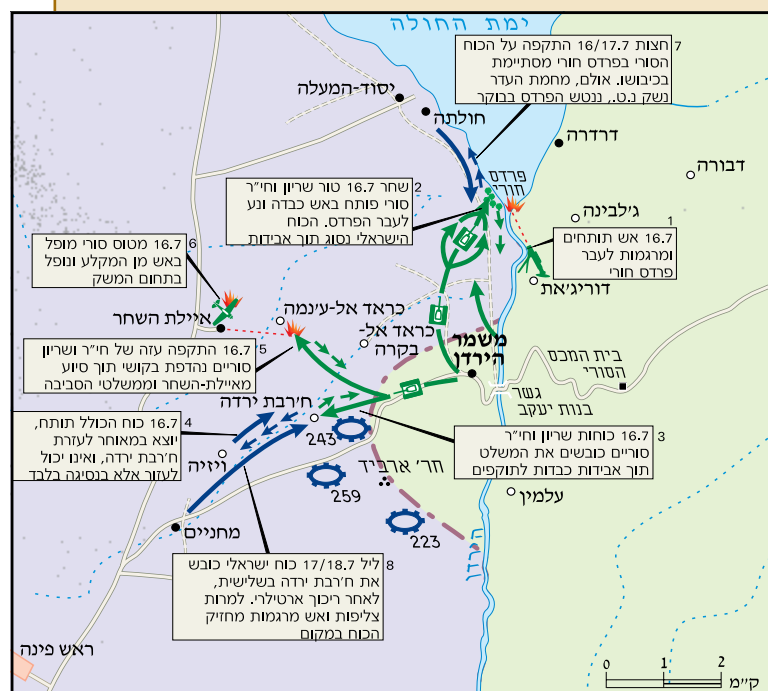 ימת החולה
7 חצות 16/17.7 התקפה על הכוח
הסורי בפרדס חורי מסתיימת
בכיבושו. אולם, מחמת העדר
נשק נ.ט., ננטש הפרדס בבוקר
יסוד-המעלה
חולתה
דרדרה
דבורה
פרדס
חורי
2 שחר 16.7 טור שריון וחי"ר
סורי פותח באש כבדה ונע
לעבר הפרדס. הכוח
הישראלי נסוג תוך אבידות
ג'לבינה
1
16.7 אש תותחים
ומרגמות לעבר
פרדס חורי
דוריג'את
6 16.7 מטוס סורי מופל
באש מן המקלע ונופל
בתחום המשק
איילת השחר
כראד אל-ע'ינמה
כראד אל-
בקרה
5 16.7 התקפה עזה של חי"ר ושריון
סוריים נהדפת בקושי תוך סיוע
מאיילת-השחר וממשלטי הסביבה
משמר
הירדן
בית המכס
הסורי
גשר
בנות יעקב
ח'רבת ירדה
4 16.7 כוח הכולל תותח,
יוצא במאוחר לעזרת
ח'רבת ירדה, ואינו יכול
לעזור אלא בנסיגה בלבד
ויזיה
243
3 16.7 כוחות שריון וחי"ר
סוריים כובשים את המשלט
תוך אבידות כבדות לתוקפים
חר' ארביד
259
223
עלמין
מחניים
הירדן
8 ליל 17/18.7 כוח ישראלי כובש
את ח'רבת ירדה בשלישית,
לאחר ריכוך ארטילרי. למרות
צליפות ואש מרגמות מחזיק
הכוח במקום
ראש פינה
0 1 2
ק"מ